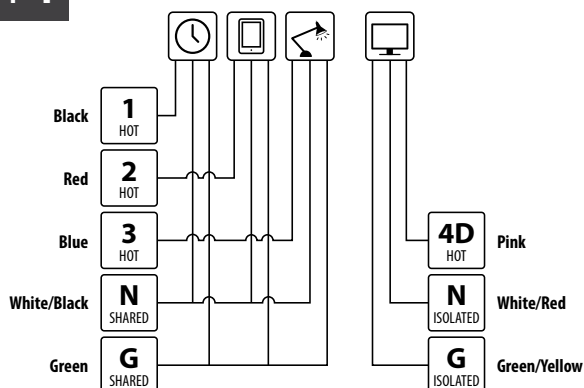 Black
1
HOT
Red
2
HOT
Blue
3
HOT
4D
HOT
Pink
White/Black
N
SHARED
N
ISOLATED
White/Red
Green
G
SHARED
G
ISOLATED
Green/Yellow